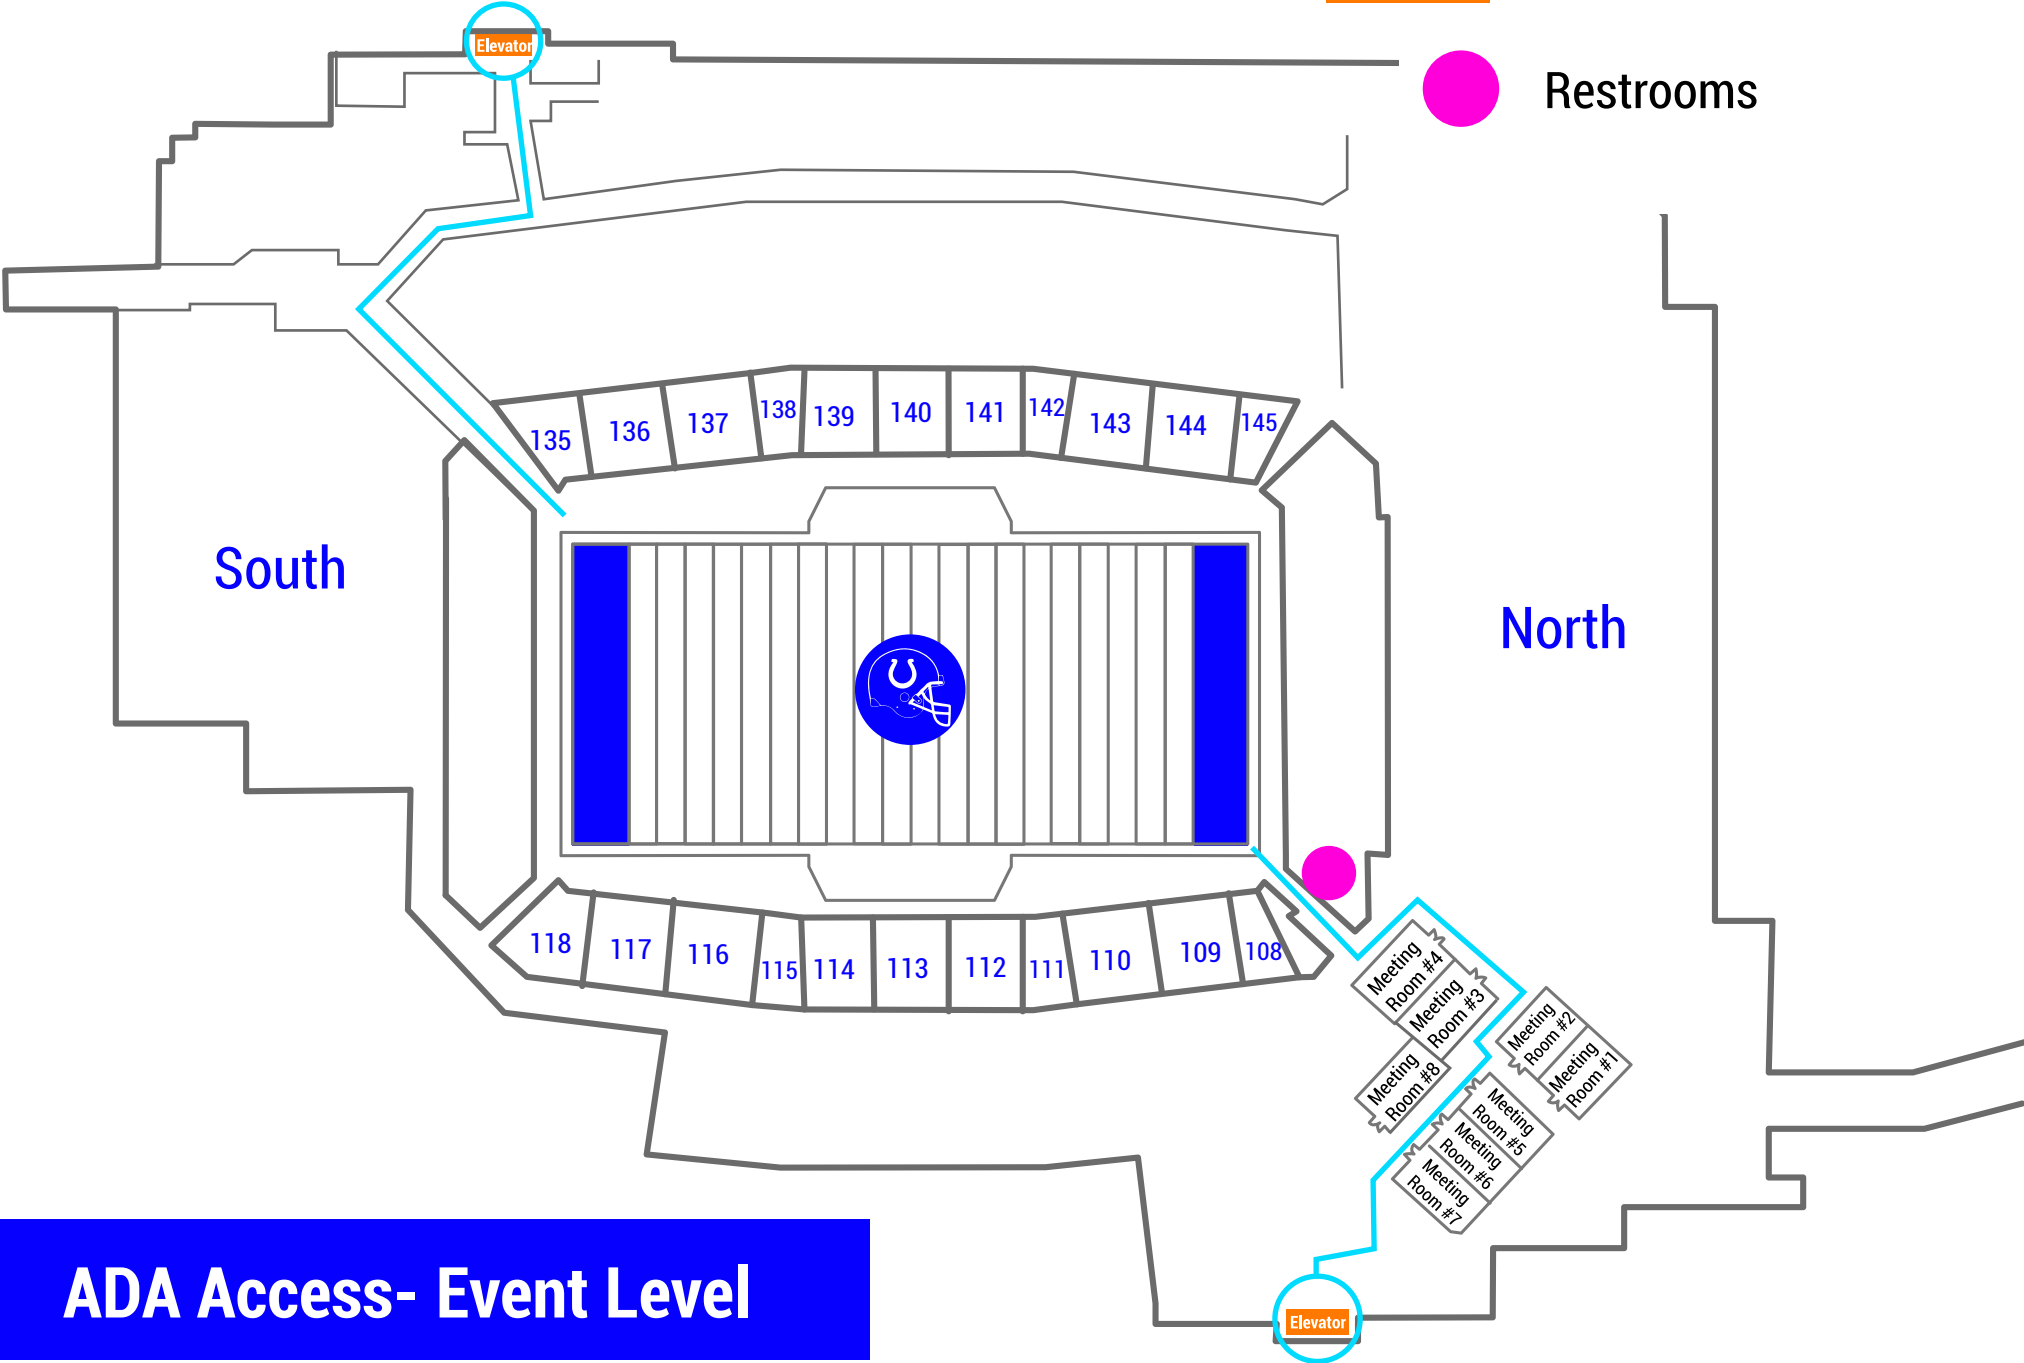 Elevator
Restrooms
135
136
137
138
139
140
141
142
143
144
145
South
North
118
117
116
115
114
113
112
111
110
109
108
Meeting
Room #4
Meeting
Room #3
Meeting
Room #2
Meeting
Room #1
Meeting
Room #8
Meeting
Room #5
Meeting
Room #6
Meeting
Room #7
ADA Access- Event Level
Elevator